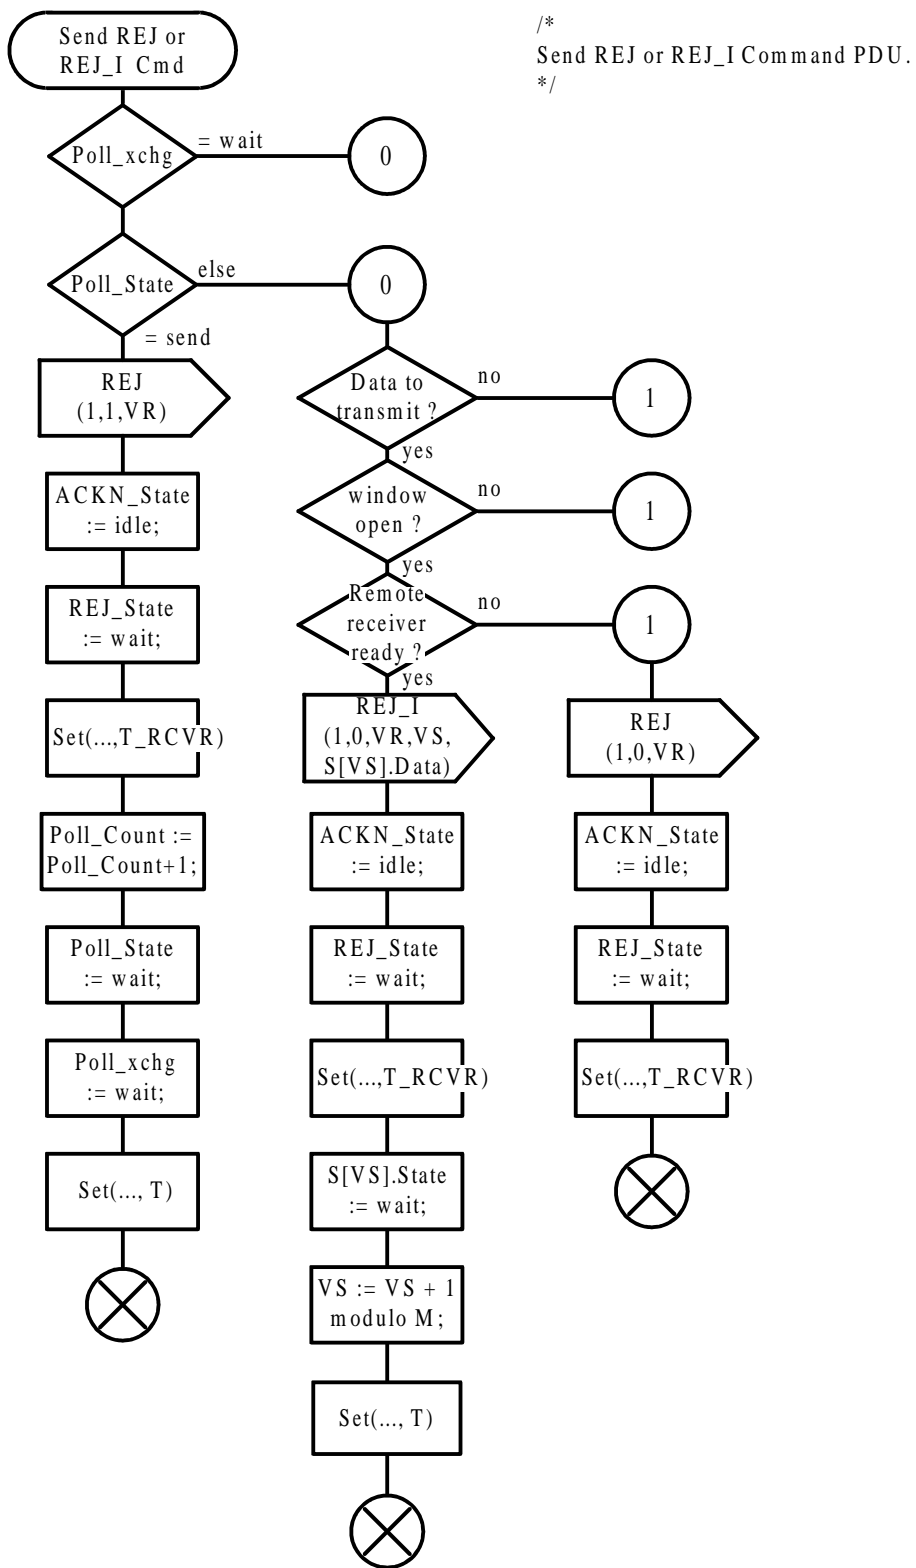 Send REJ or
REJ_I Cmd
/*
Send REJ or REJ_I Command PDU.
*/
Poll_xchg
= wait
0
Poll_State
else
0
= send
REJ
(1,1,VR)
ACKN_State
:= idle;
REJ_State
:= wait;
Set(...,T_RCVR)
Poll_Count :=
Poll_Count+1;
Poll_State
:= wait;
Poll_xchg
:= wait;
Set(..., T)
Data to
transmit ?
no
1
yes
window
open ?
no
1
yes
Remote
receiver
ready ?
no
1
yes
REJ_I
(1,0,VR,VS,
S[VS].Data)
ACKN_State
:= idle;
REJ_State
:= wait;
Set(...,T_RCVR)
S[VS].State
:= wait;
VS := VS + 1
modulo M;
Set(..., T)
REJ
(1,0,VR)
ACKN_State
:= idle;
REJ_State
:= wait;
Set(...,T_RCVR)